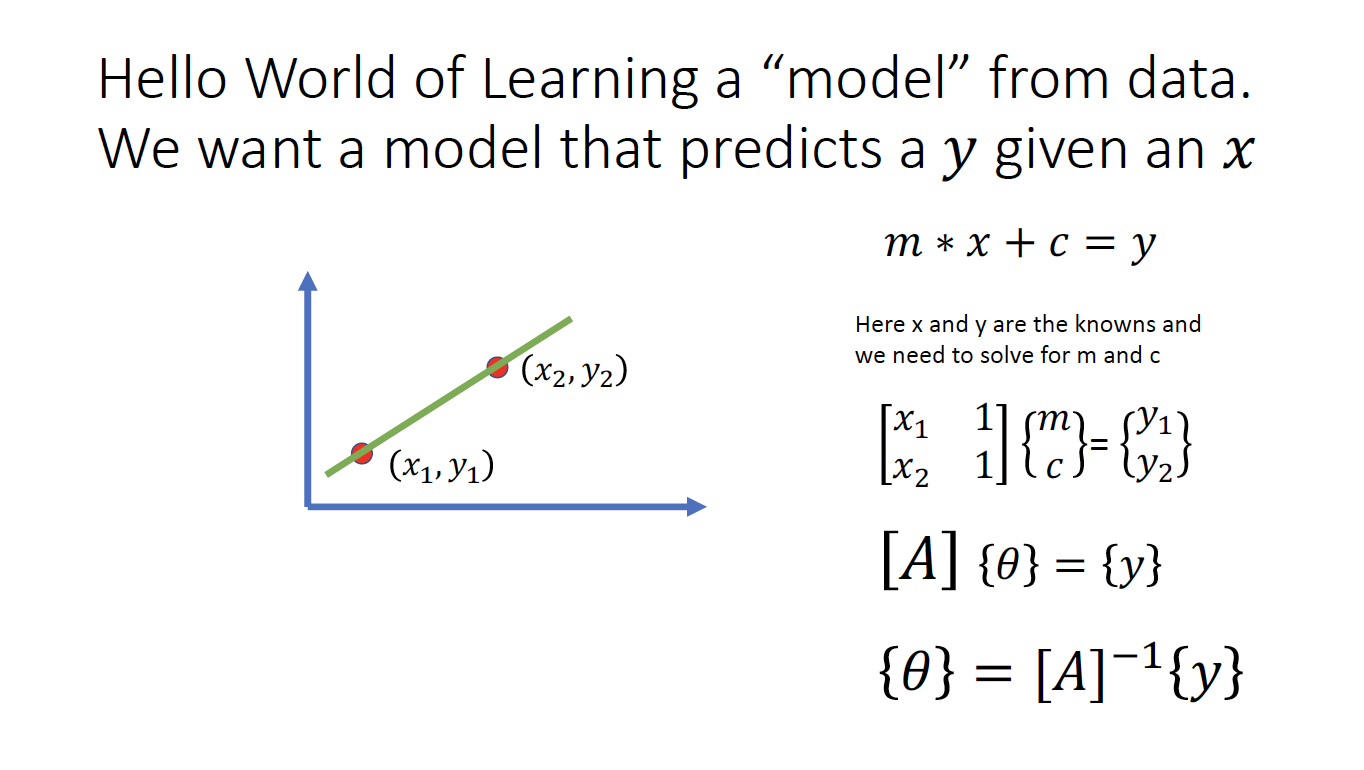 Hello World of Learning a “model” from data.
We want a model that predicts a y given an x
m ∗ x + c = y
Here x and y are the knowns and
we need to solve for m and c
(x₂, y₂)
(x₁, y₁)
[x₁ 1] {m} = {y₁}
[x₂ 1] {c} {y₂}
[A] {θ} = {y}
{θ} = [A]⁻¹{y}